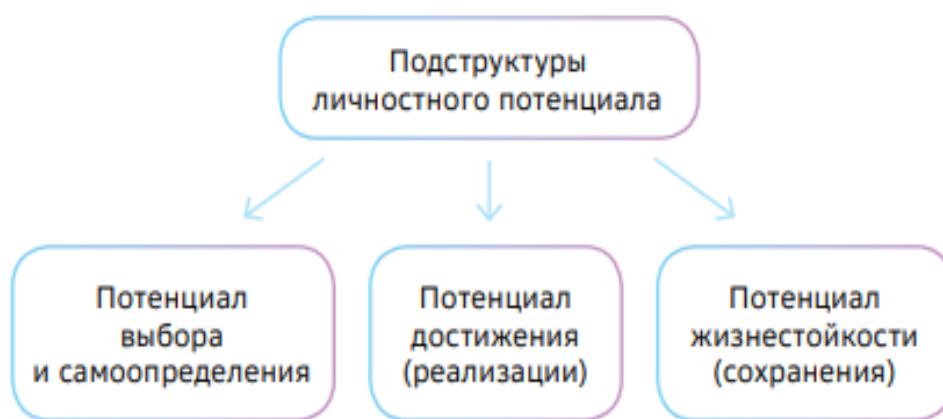 Подструктуры
личностного потенциала
Потенциал
выбора
и самоопределения
Потенциал
достижения
(реализации)
Потенциал
жизнестойкости
(сохранения)